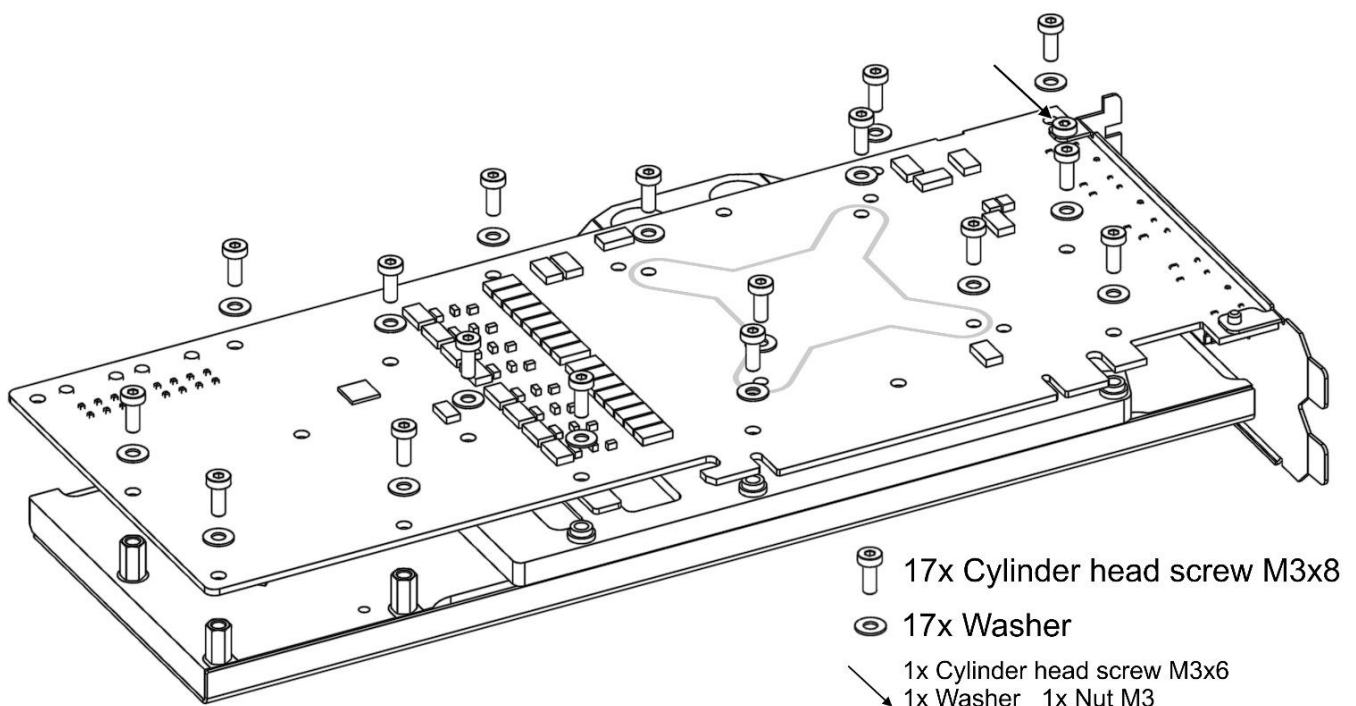 17x Cylinder head screw M3x8
17x Washer
1x Cylinder head screw M3x6
1x Washer 1x Nut M3